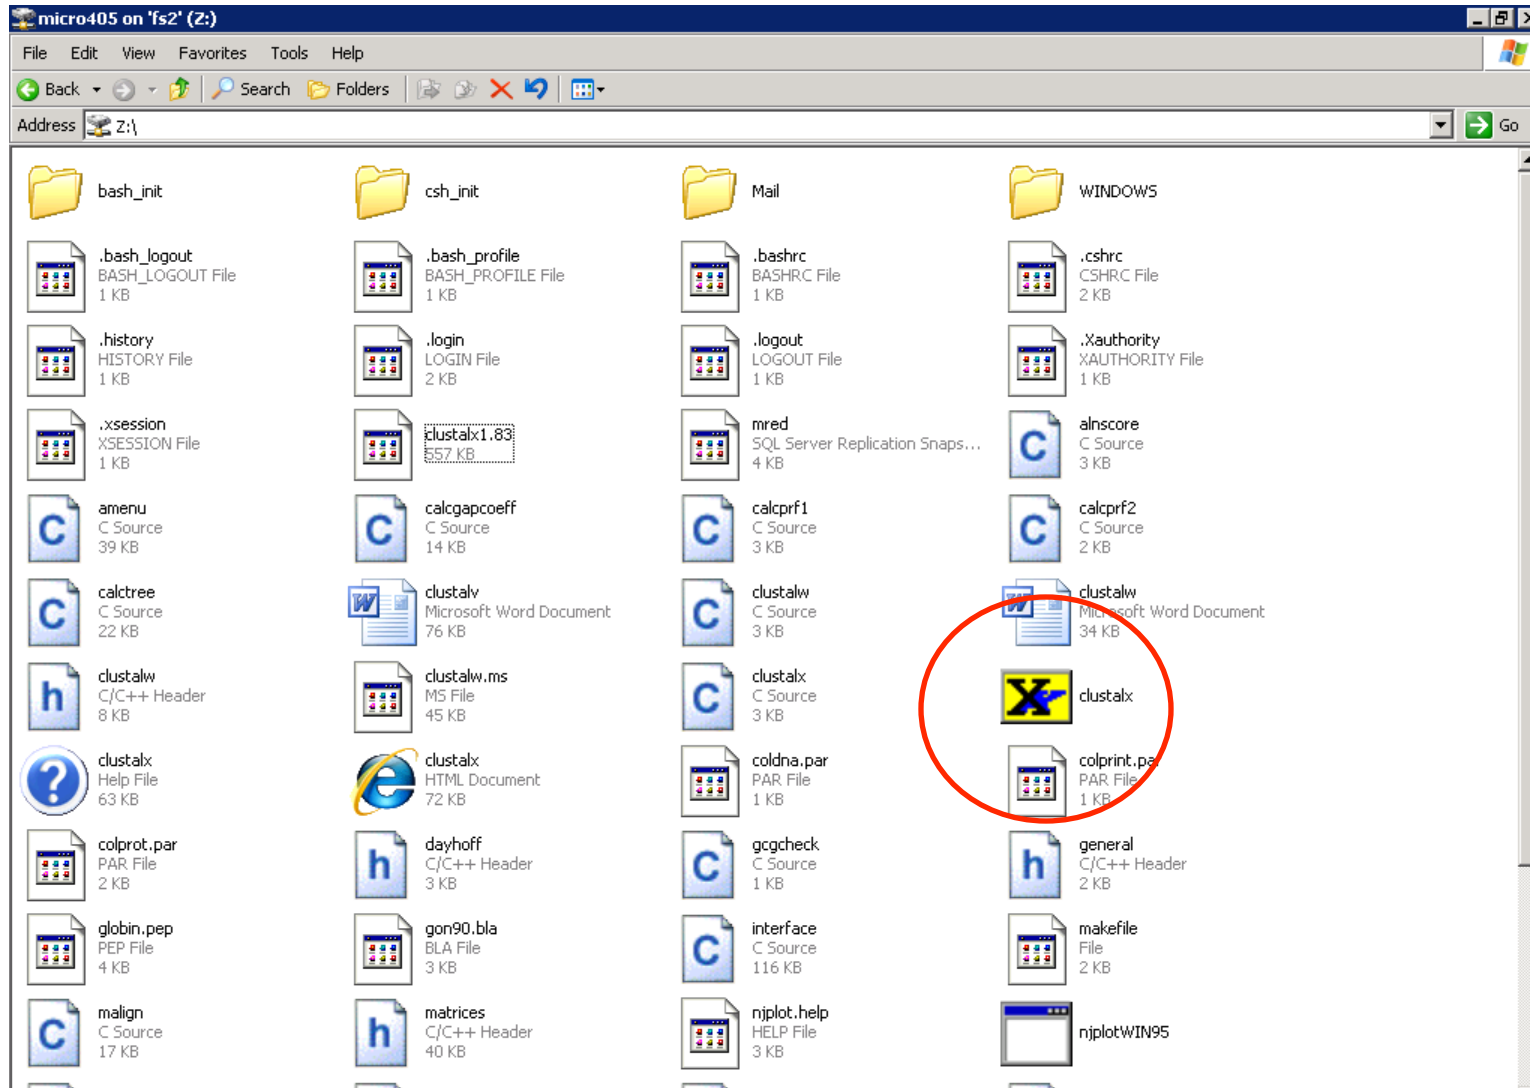 micro405 on 'fs2' (Z:)
File Edit View Favorites Tools Help
Back Search Folders
Address Z:\ Go
bash_init
csh_init
Mail
WINDOWS
.bash_logout
BASH_LOGOUT File
1 KB
.bash_profile
BASH_PROFILE File
1 KB
.bashrc
BASHRC File
1 KB
.cshrc
CSHRC File
2 KB
.history
HISTORY File
1 KB
.login
LOGIN File
2 KB
.logout
LOGOUT File
1 KB
.Xauthority
XAUTHORITY File
1 KB
.xsession
XSESSION File
1 KB
clustalx1.83
557 KB
mred
SQL Server Replication Snaps...
4 KB
alnscore
C Source
3 KB
amenu
C Source
39 KB
calcgapcoeff
C Source
14 KB
calcprf1
C Source
3 KB
calcprf2
C Source
2 KB
calctree
C Source
22 KB
clustalv
Microsoft Word Document
76 KB
clustalw
C Source
3 KB
clustalw
Microsoft Word Document
34 KB
clustalw
C/C++ Header
8 KB
clustalw.ms
MS File
45 KB
clustalx
C Source
3 KB
clustalx
clustalx
Help File
63 KB
clustalx
HTML Document
72 KB
coldna.par
PAR File
1 KB
colprint.par
PAR File
1 KB
colprot.par
PAR File
2 KB
dayhoff
C/C++ Header
3 KB
gcgcheck
C Source
1 KB
general
C/C++ Header
2 KB
globin.pep
PEP File
4 KB
gon90.bla
BLA File
3 KB
interface
C Source
116 KB
makefile
File
2 KB
malign
C Source
17 KB
matrices
C/C++ Header
40 KB
njplot.help
HELP File
3 KB
njplotWIN95